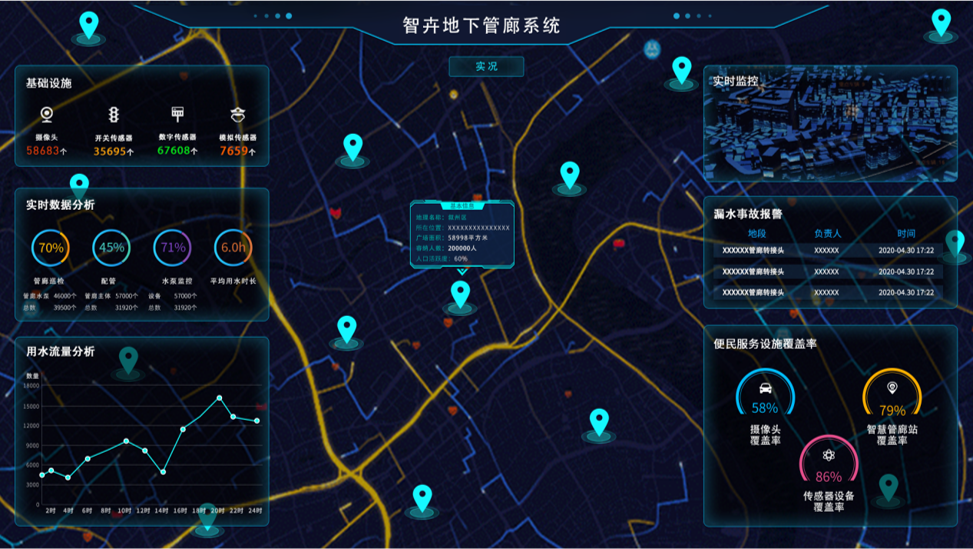 智卉地下管廊系统
实况
基础设施
摄像头
58683个
开关传感器
35695个
数字传感器
67608个
模拟传感器
7659个
实时数据分析
70%
45%
71%
6.0h
管廊巡检
配管
水泵监控
平均用水时长
管廊水泵 46000个
总数 39500个
管廊主体 57000个
总数 31920个
设备 57000个
总数 31920个
用水流量分析
数量
18000
15000
12000
9000
6000
3000
0
2时 4时 6时 8时 10时 12时 14时 16时 18时 20时 22时 24时
基本信息
地理名称:
所在位置: XXXXXXXXXXXXXXX
广场面积: 58998平方米
容纳人数: 200000人
人口活跃度: 60%
实时监控
漏水事故报警
地段 负责人 时间
XXXXXX管廊转接头 XXXXXX 2020-04.30 17:22
XXXXXX管廊转接头 XXXXXX 2020-04.30 17:22
XXXXXX管廊转接头 XXXXXX 2020-04.30 17:22
便民服务设施覆盖率
58%
摄像头
覆盖率
79%
智慧管廊站
覆盖率
86%
传感器设备
覆盖率